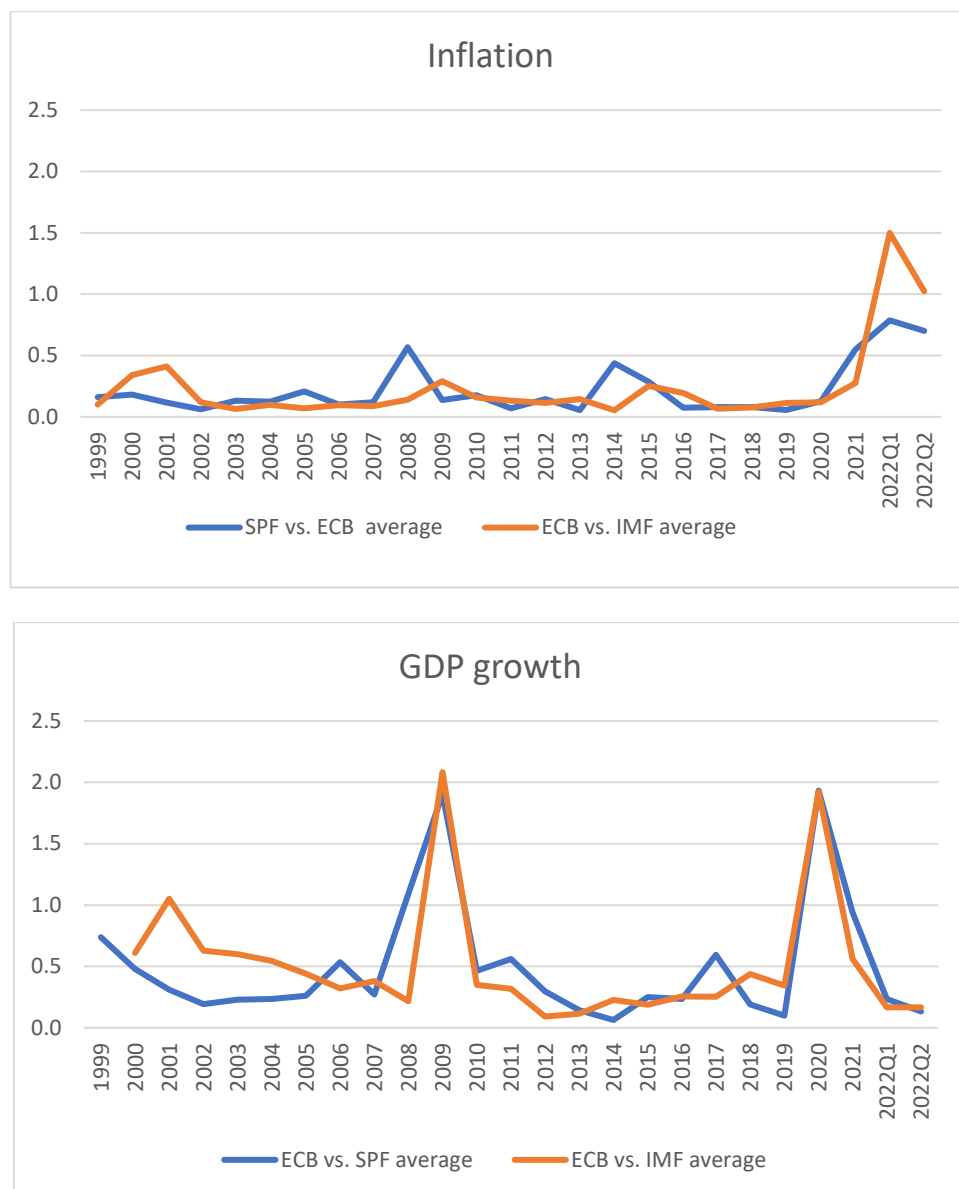 Inflation
2.5
2.0
1.5
1.0
0.5
0.0
1999 2000 2001 2002 2003 2004 2005 2006 2007 2008 2009 2010 2011 2012 2013 2014 2015 2016 2017 2018 2019 2020 2021 2022Q1 2022Q2
SPF vs. ECB average ECB vs. IMF average
GDP growth
2.5
2.0
1.5
1.0
0.5
0.0
1999 2000 2001 2002 2003 2004 2005 2006 2007 2008 2009 2010 2011 2012 2013 2014 2015 2016 2017 2018 2019 2020 2021 2022Q1 2022Q2
ECB vs. SPF average ECB vs. IMF average